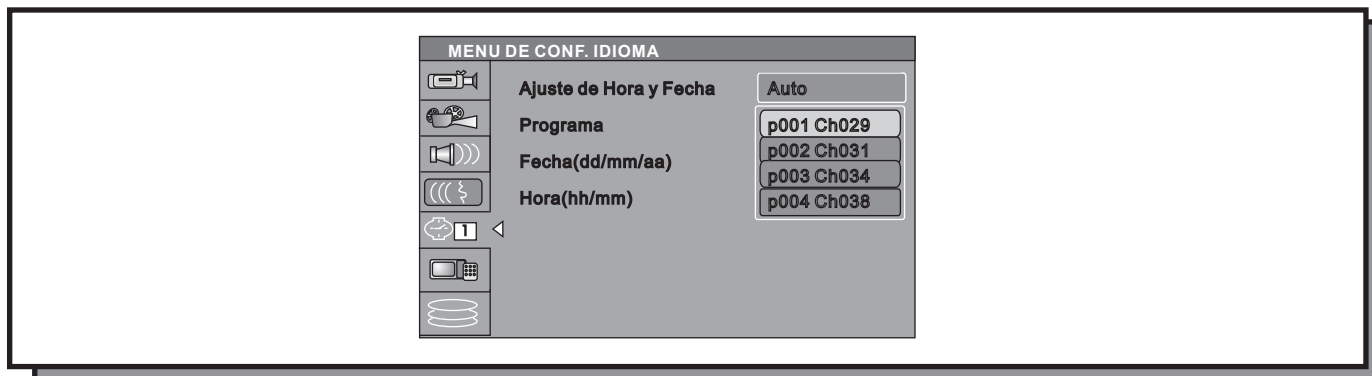 MENU DE CONF. IDIOMA
Ajuste de Hora y Fecha Auto
Programa p001 Ch029
p002 Ch031
Fecha(dd/mm/aa)
p003 Ch034
Hora(hh/mm) p004 Ch038
1